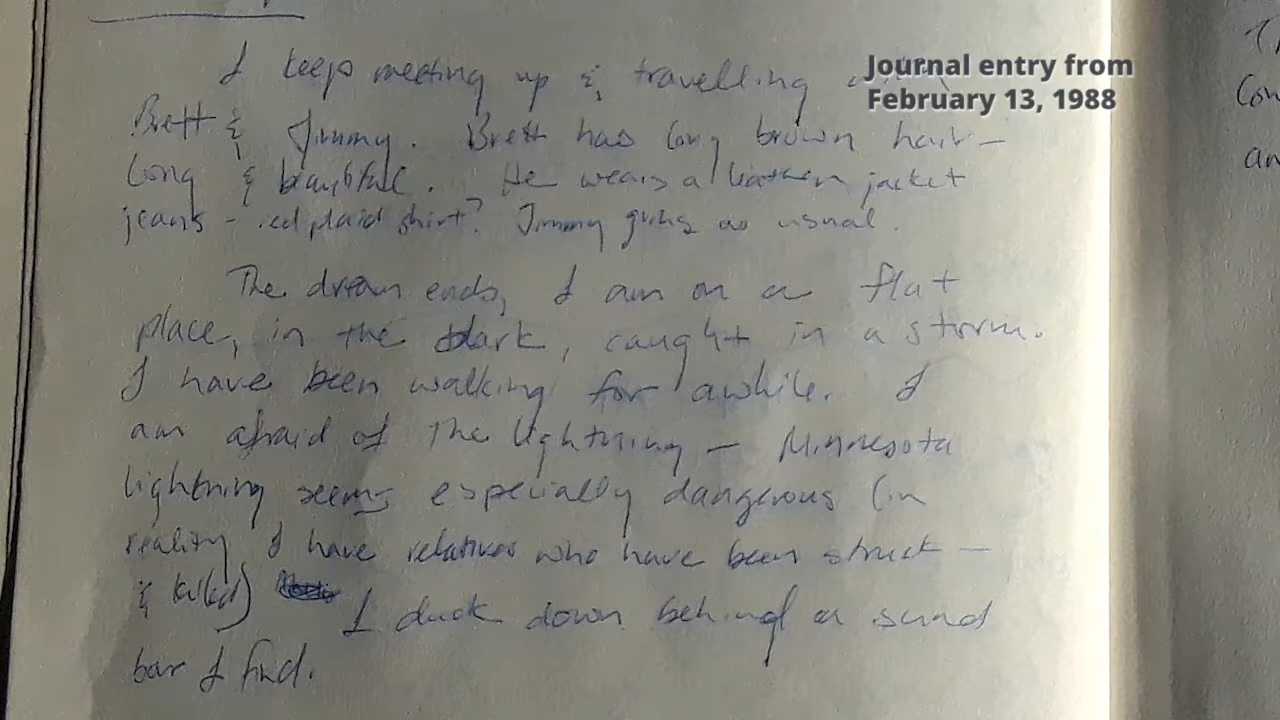 I keep meeting up & travelling
Journal entry from
February 13, 1988
Brett & Jimmy. Brett has long brown hair –
long & beautiful. He wears a leather jacket
jeans – red plaid shirt? Jimmy as usual.
The dream ends, I am on a flat
place, in the dark, caught in a storm.
I have been walking for awhile. I
am afraid of the lightning – Minnesota
lightning seems especially dangerous (in
reality I have relatives who have been struck –
& killed) I duck down behind a sand
bar I find.